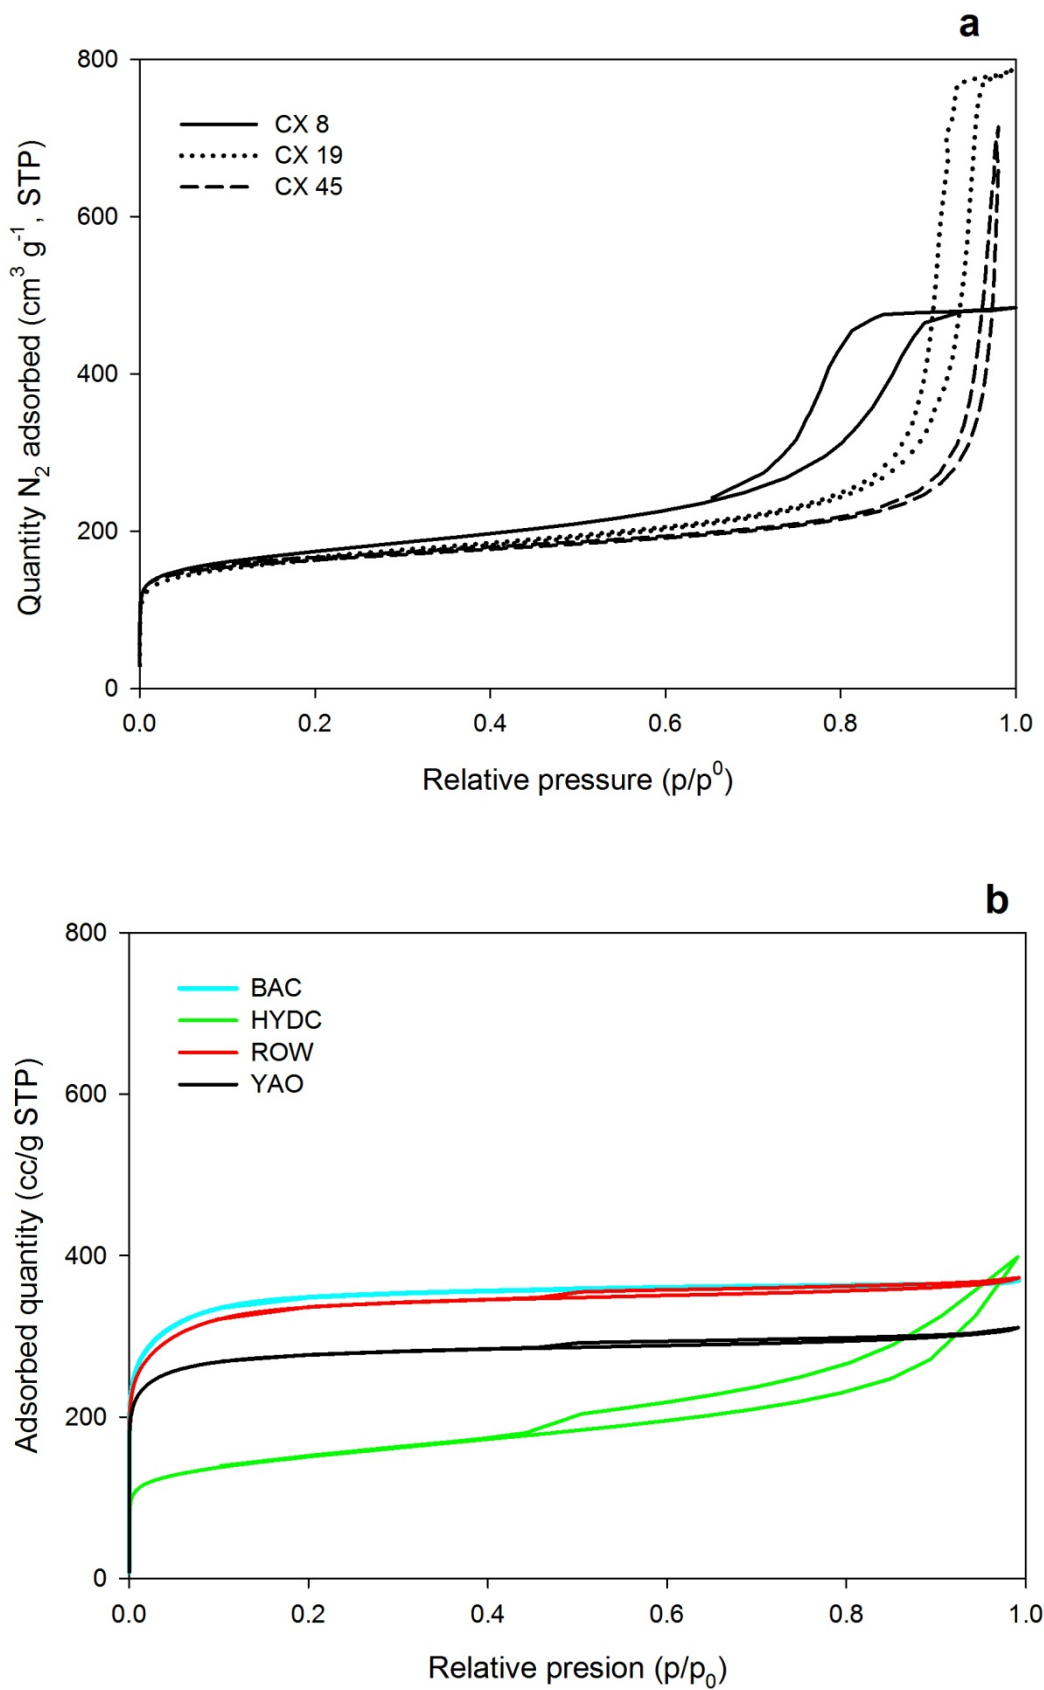 a
800
600
400
200
0
CX 8
CX 19
CX 45
Quantity N₂ adsorbed (cm³ g⁻¹ , STP)
0.0 0.2 0.4 0.6 0.8 1.0
Relative pressure (p/p⁰)
b
800
600
400
200
0
BAC
HYDC
ROW
YAO
Adsorbed quantity (cc/g STP)
0.0 0.2 0.4 0.6 0.8 1.0
Relative presion (p/p₀)